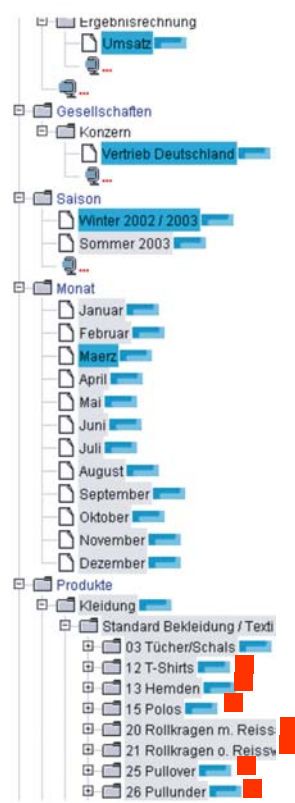 Ergebnisrechnung
Umsatz
...
...
Gesellschaften
Konzern
Vertrieb Deutschland
...
Saison
Winter 2002 / 2003
Sommer 2003
...
Monat
Januar
Februar
Maerz
April
Mai
Juni
Juli
August
September
Oktober
November
Dezember
Produkte
Kleidung
Standard Bekleidung / Texti
03 Tücher/Schals
12 T-Shirts
13 Hemden
15 Polos
20 Rollkragen m. Reiss
21 Rollkragen o. Reissv
25 Pullover
26 Pullunder